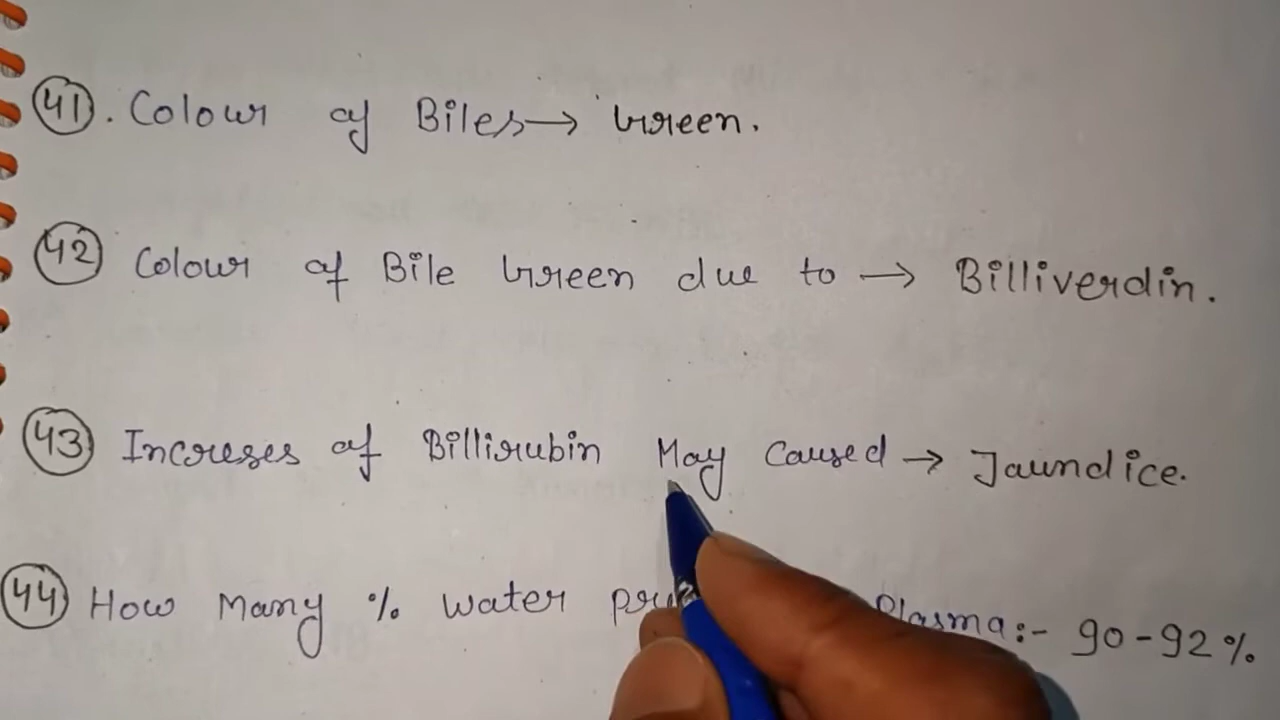 41. Colour of Biles → Green.
42 Colour of Bile Green due to → Billiverdin.
43 Increses of Billirubin May Caused → Jaundice.
44 How Many % water Plasma:- 90-92%